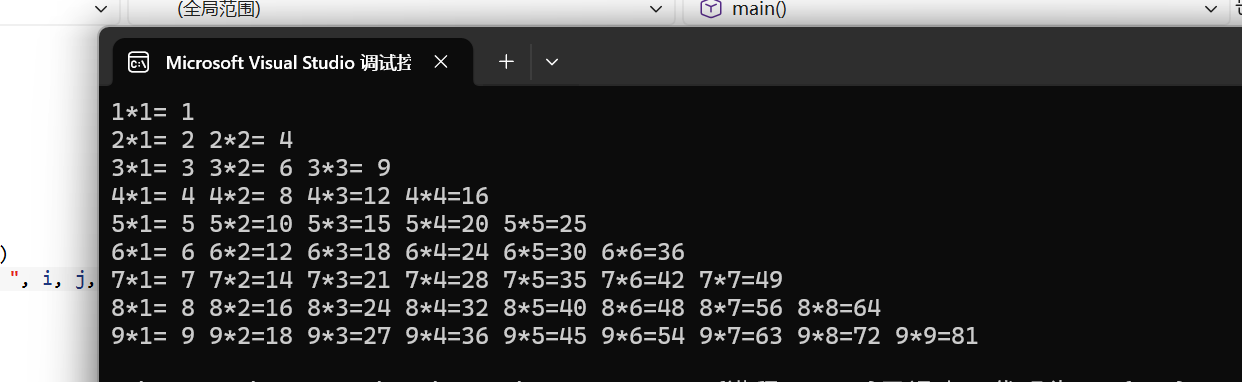 (全局范围) main()
Microsoft Visual Studio 调试控
1*1= 1
2*1= 2 2*2= 4
3*1= 3 3*2= 6 3*3= 9
4*1= 4 4*2= 8 4*3=12 4*4=16
5*1= 5 5*2=10 5*3=15 5*4=20 5*5=25
6*1= 6 6*2=12 6*3=18 6*4=24 6*5=30 6*6=36
7*1= 7 7*2=14 7*3=21 7*4=28 7*5=35 7*6=42 7*7=49
8*1= 8 8*2=16 8*3=24 8*4=32 8*5=40 8*6=48 8*7=56 8*8=64
9*1= 9 9*2=18 9*3=27 9*4=36 9*5=45 9*6=54 9*7=63 9*8=72 9*9=81
)
", i, j,